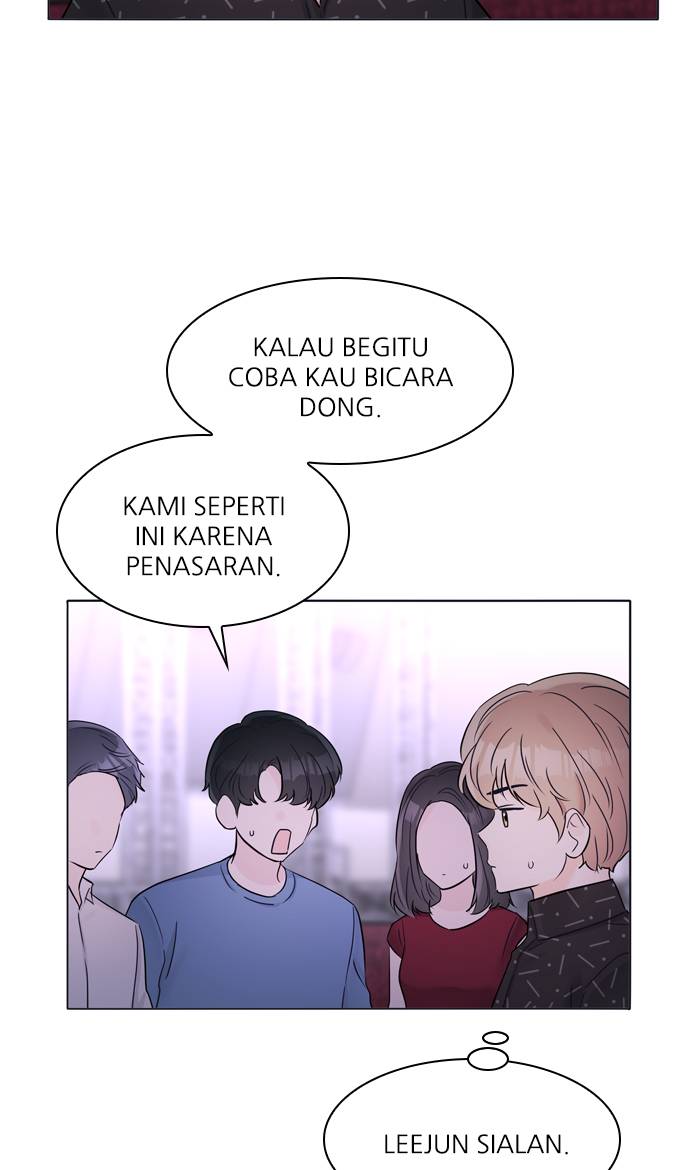 KALAU BEGITU
COBA KAU BICARA
DONG.
KAMI SEPERTI
INI KARENA
PENASARAN.
LEEJUN SIALAN.